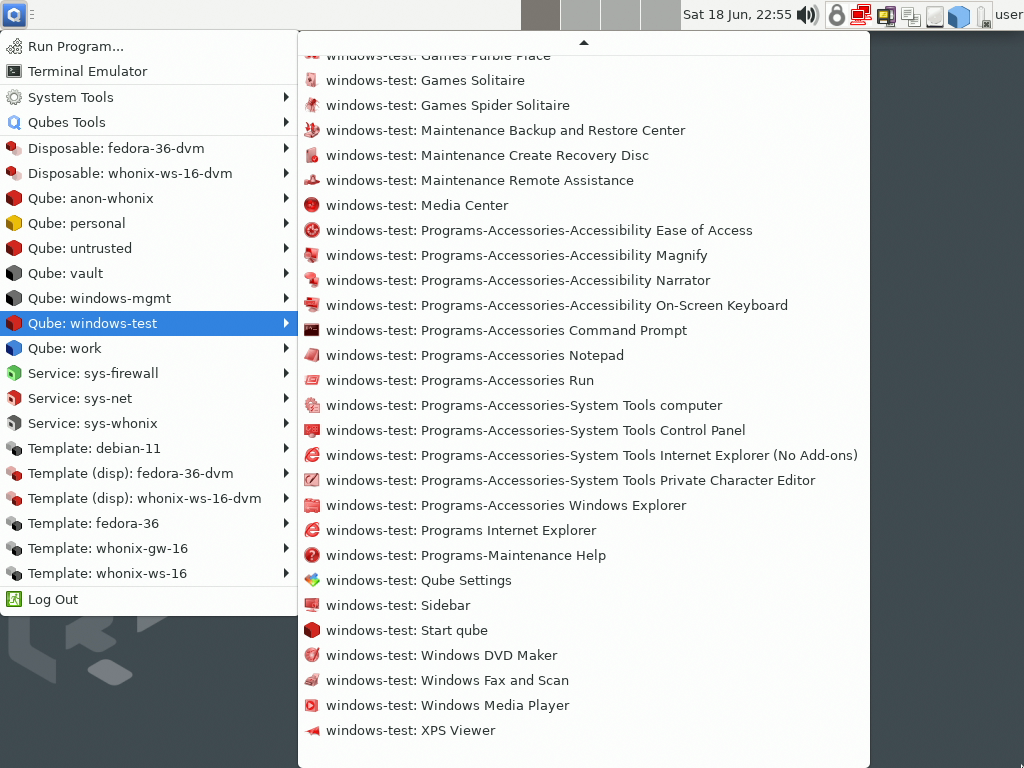 Sat 18 Jun, 22:55
user
Run Program...
Terminal Emulator
System Tools
Qubes Tools
Disposable: fedora-36-dvm
Disposable: whonix-ws-16-dvm
Qube: anon-whonix
Qube: personal
Qube: untrusted
Qube: vault
Qube: windows-mgmt
Qube: windows-test
Qube: work
Service: sys-firewall
Service: sys-net
Service: sys-whonix
Template: debian-11
Template (disp): fedora-36-dvm
Template (disp): whonix-ws-16-dvm
Template: fedora-36
Template: whonix-gw-16
Template: whonix-ws-16
Log Out
windows-test: Games Purble Place
windows-test: Games Solitaire
windows-test: Games Spider Solitaire
windows-test: Maintenance Backup and Restore Center
windows-test: Maintenance Create Recovery Disc
windows-test: Maintenance Remote Assistance
windows-test: Media Center
windows-test: Programs-Accessories-Accessibility Ease of Access
windows-test: Programs-Accessories-Accessibility Magnify
windows-test: Programs-Accessories-Accessibility Narrator
windows-test: Programs-Accessories-Accessibility On-Screen Keyboard
windows-test: Programs-Accessories Command Prompt
windows-test: Programs-Accessories Notepad
windows-test: Programs-Accessories Run
windows-test: Programs-Accessories-System Tools computer
windows-test: Programs-Accessories-System Tools Control Panel
windows-test: Programs-Accessories-System Tools Internet Explorer (No Add-ons)
windows-test: Programs-Accessories-System Tools Private Character Editor
windows-test: Programs-Accessories Windows Explorer
windows-test: Programs Internet Explorer
windows-test: Programs-Maintenance Help
windows-test: Qube Settings
windows-test: Sidebar
windows-test: Start qube
windows-test: Windows DVD Maker
windows-test: Windows Fax and Scan
windows-test: Windows Media Player
windows-test: XPS Viewer